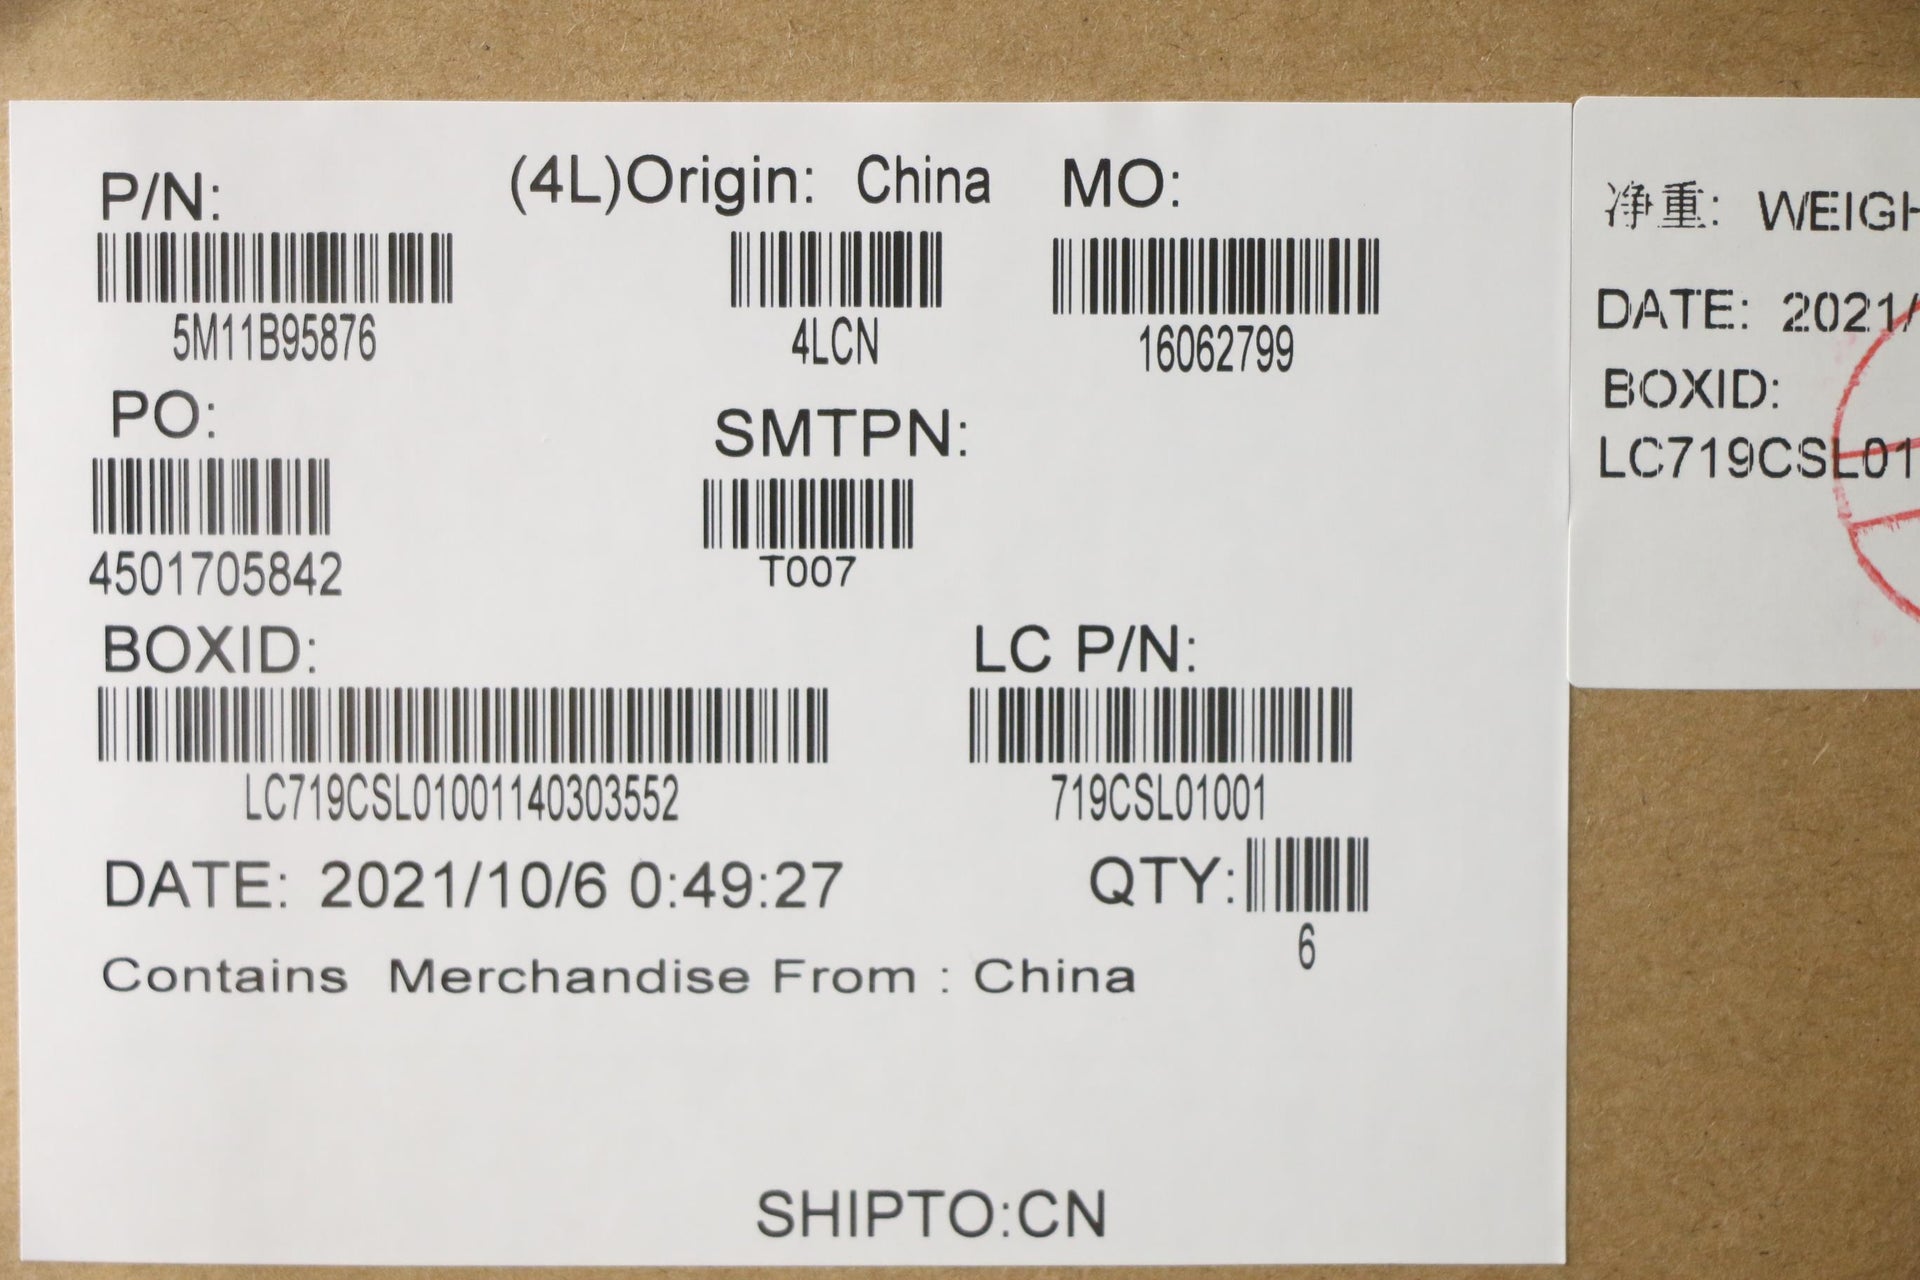 P/N:
(4L)Origin: China
MO:
5M11B95876
4LCN
16062799
PO:
SMTPN:
4501705842
T007
BOXID:
LC P/N:
LC719CSL01001140303552
719CSL01001
DATE: 2021/10/6 0:49:27
QTY:
6
Contains Merchandise From : China
SHIPTO:CN
净重: WEIGH
DATE: 2021/
BOXID:
LC719CSL01